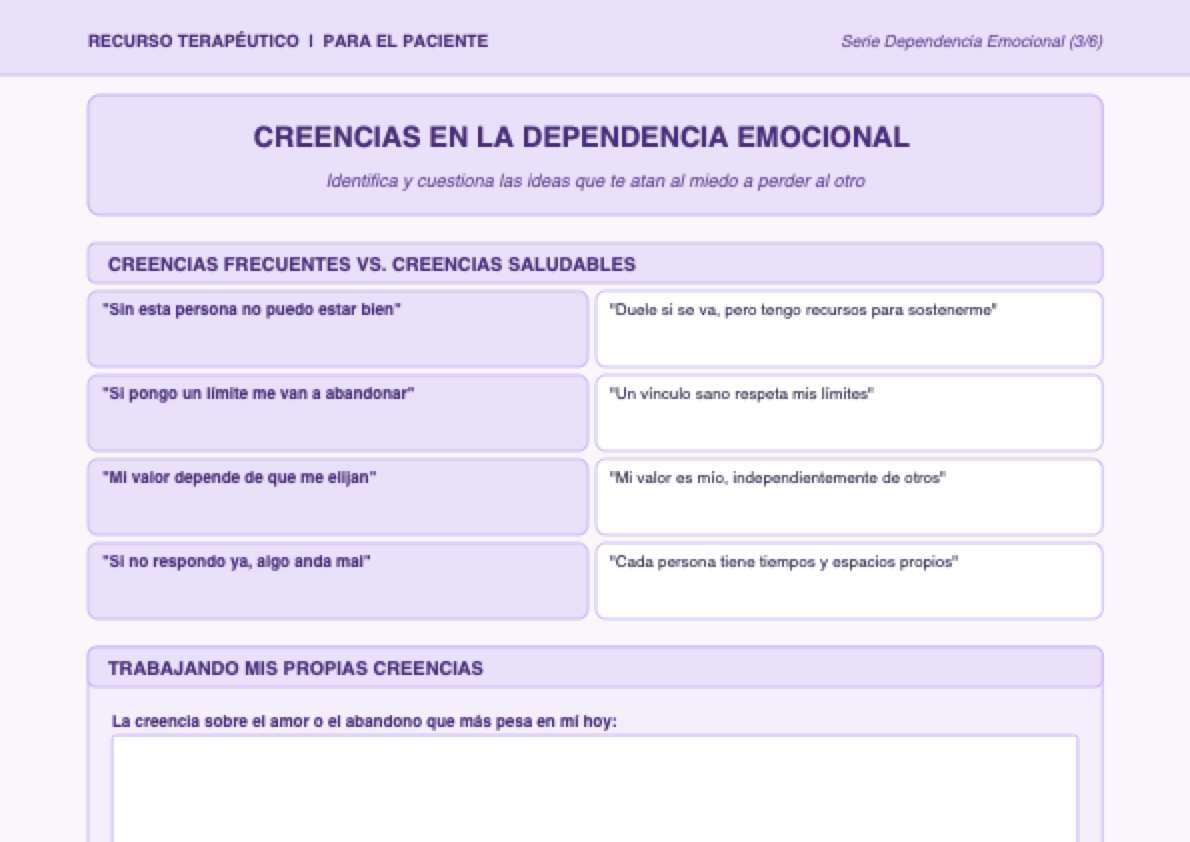 RECURSO TERAPÉUTICO | PARA EL PACIENTE
Serie Dependencia Emocional (3/6)
CREENCIAS EN LA DEPENDENCIA EMOCIONAL
Identifica y cuestiona las ideas que te atan al miedo a perder al otro
CREENCIAS FRECUENTES VS. CREENCIAS SALUDABLES
"Sin esta persona no puedo estar bien"
"Duele si se va, pero tengo recursos para sostenerme"
"Si pongo un límite me van a abandonar"
"Un vínculo sano respeta mis límites"
"Mi valor depende de que me elijan"
"Mi valor es mío, independientemente de otros"
"Si no respondo ya, algo anda mal"
"Cada persona tiene tiempos y espacios propios"
TRABAJANDO MIS PROPIAS CREENCIAS
La creencia sobre el amor o el abandono que más pesa en mí hoy: